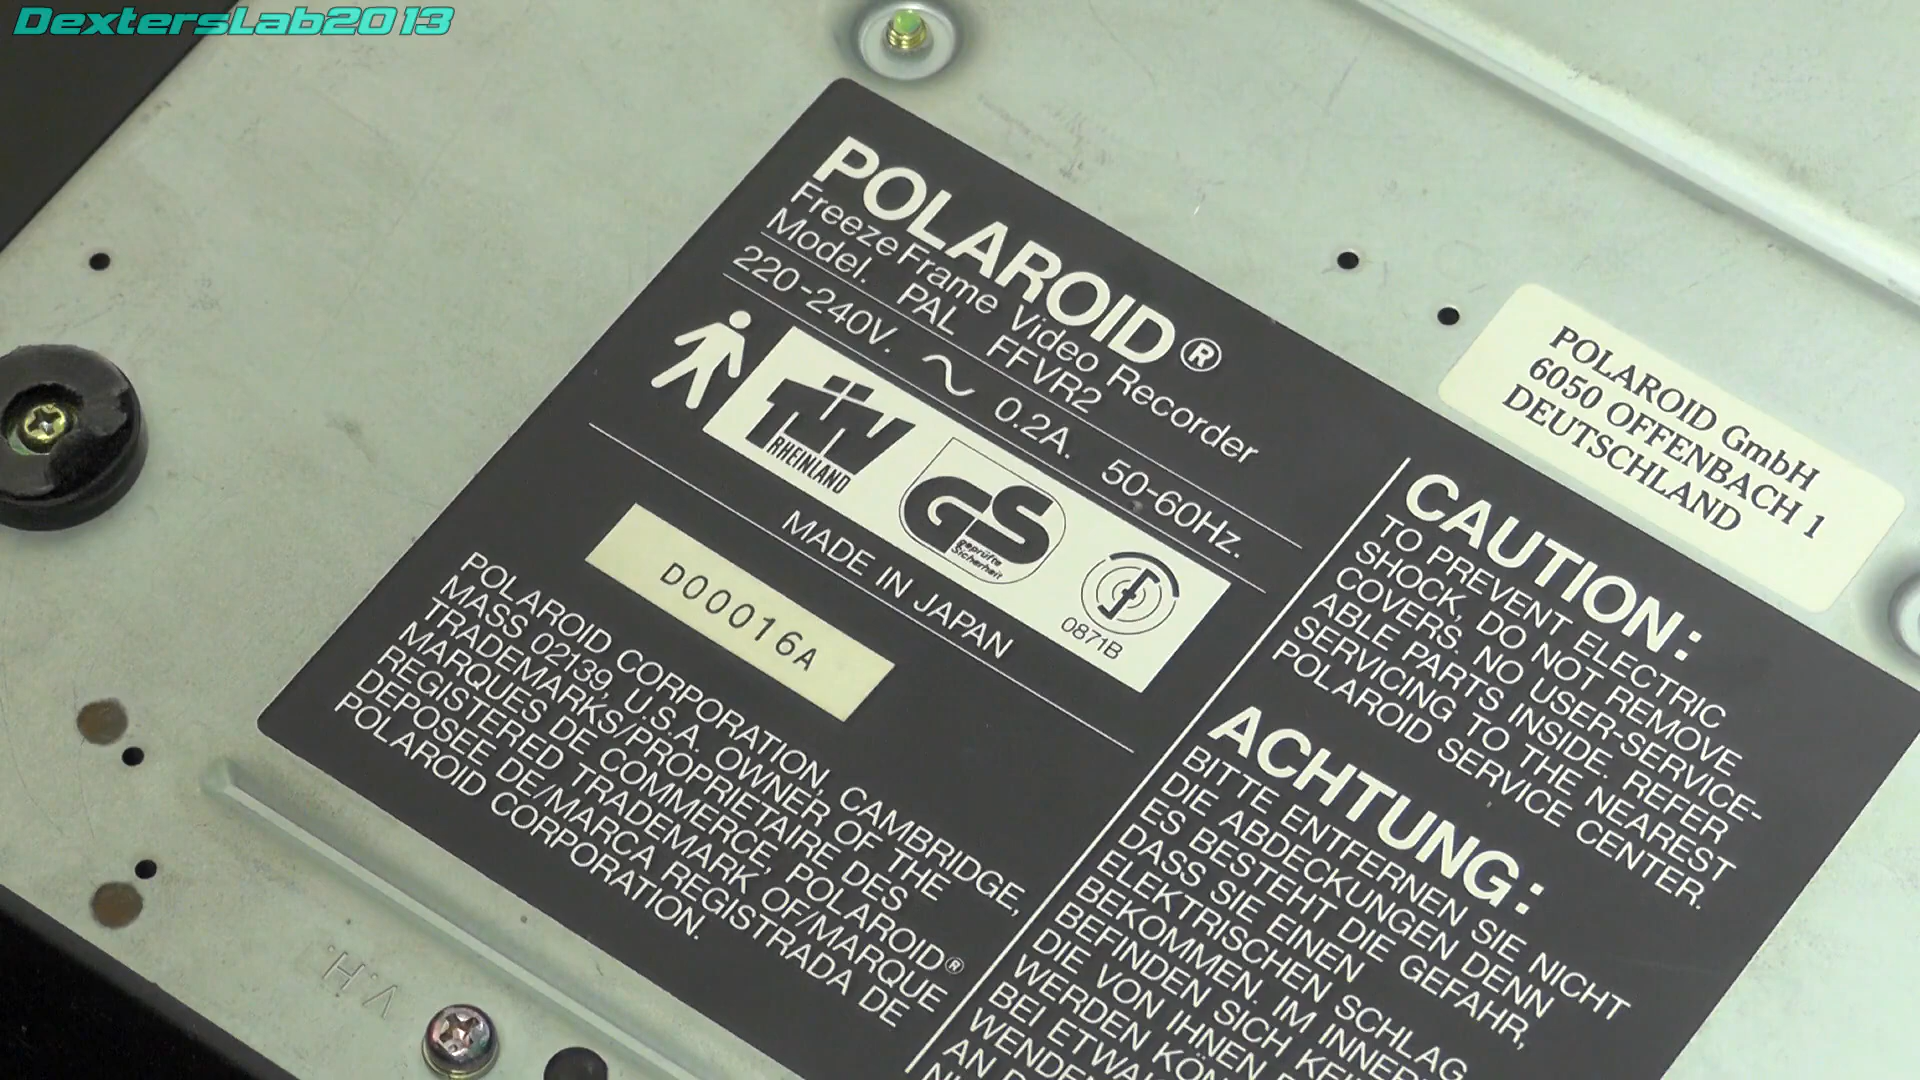 DextersLab2013
POLAROID®
FreezeFrame Video Recorder
Model. PAL FFVR2
220-240V. ~ 0.2A. 50-60Hz.
TÜV
RHEINLAND
GS
geprüfte
Sicherheit
0871B
MADE IN JAPAN
D00016A
POLAROID CORPORATION, CAMBRIDGE,
MASS 02139, U.S.A. OWNER OF THE
TRADEMARKS/PROPRIETAIRE DES
MARQUES DE COMMERCE, POLAROID®
REGISTERED TRADEMARK OF/MARQUE
DEPOSEE DE/MARCA REGISTRADA DE
POLAROID CORPORATION.
POLAROID GmbH
6050 OFFENBACH 1
DEUTSCHLAND
CAUTION:
TO PREVENT ELECTRIC
SHOCK, DO NOT REMOVE
COVERS. NO USER-SERVICE-
ABLE PARTS INSIDE. REFER
SERVICING TO THE NEAREST
POLAROID SERVICE CENTER.
ACHTUNG:
BITTE ENTFERNEN SIE NICHT
DIE ABDECKUNGEN DENN
ES BESTEHT DIE GEFAHR,
DASS SIE EINEN
ELEKTRISCHEN SCHLAG
BEKOMMEN. IM INNERE
BEFINDEN SICH KEI
DIE VON IHNEN
WERDEN KÖN
BEI ETWA
WENDEN
AN